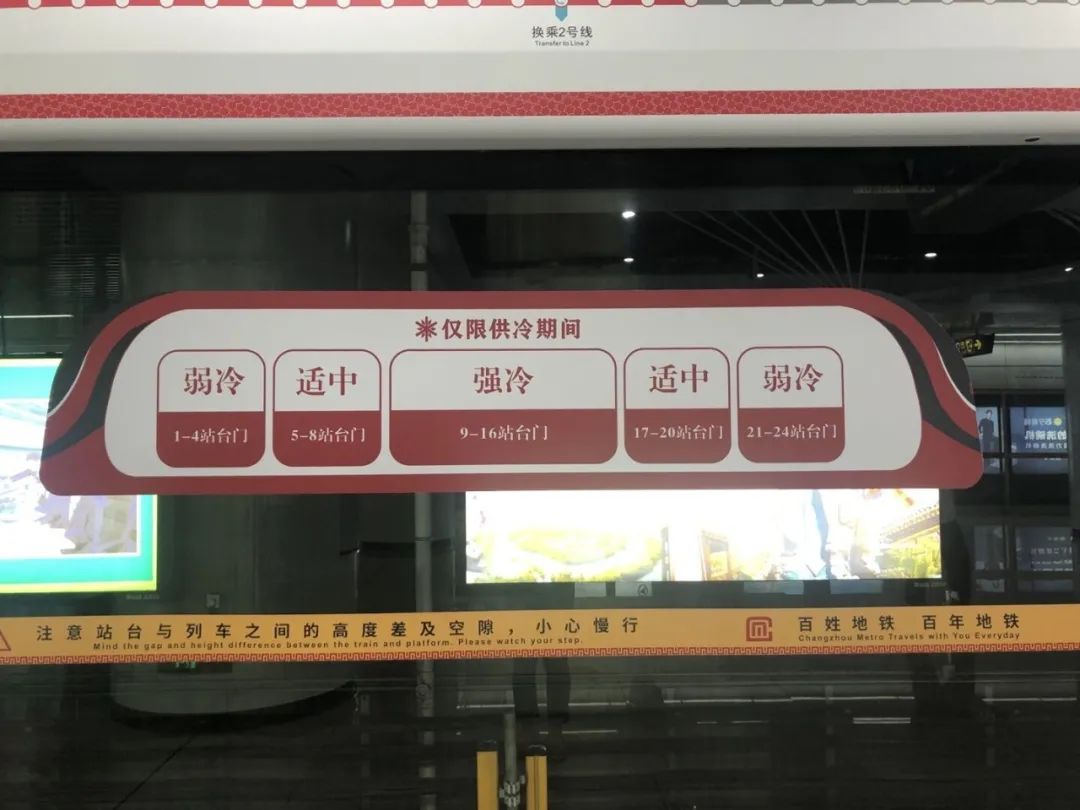 换乘2号线
Transfer to Line 2
仅限供冷期间
弱冷
1-4站台门
适中
5-8站台门
强冷
9-16站台门
适中
17-20站台门
弱冷
21-24站台门
注意站台与列车之间的高度差及空隙，小心慢行
Mind the gap and height difference between the train and platform. Please watch your step.
百姓地铁 百年地铁
Changzhou Metro Travels with You Everyday